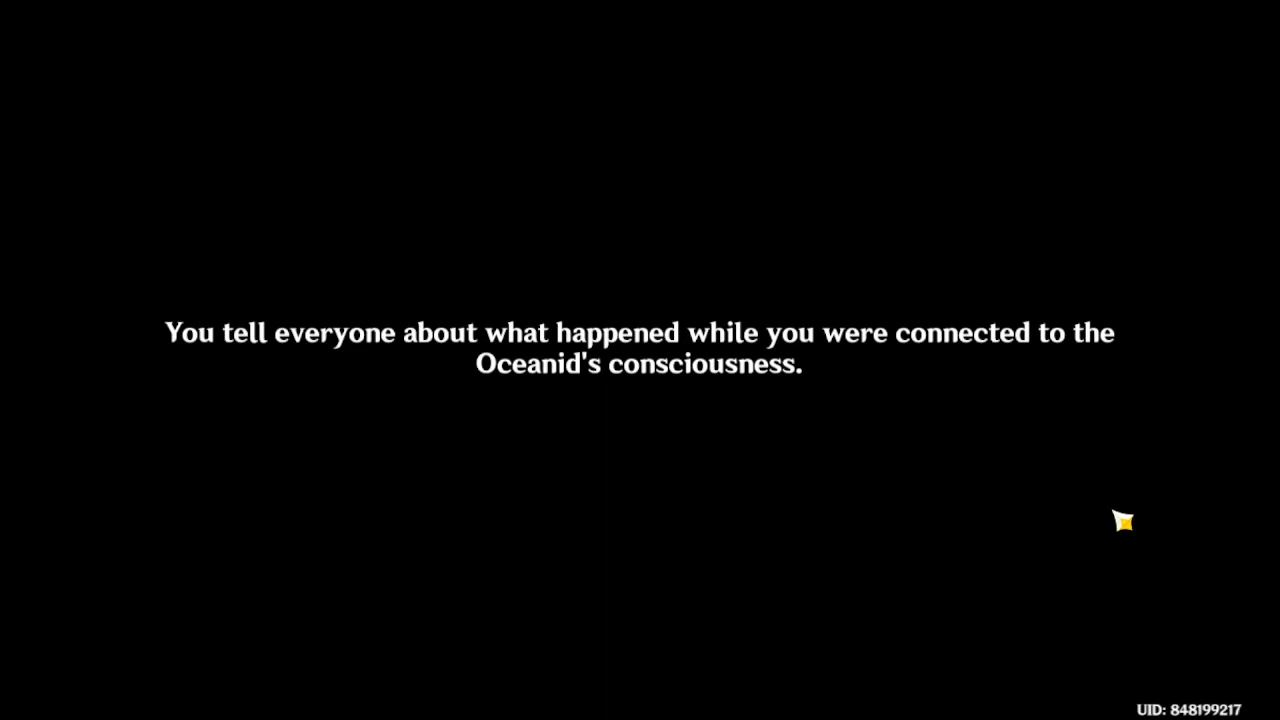 You tell everyone about what happened while you were connected to the
Oceanid's consciousness.
UID: 848199217